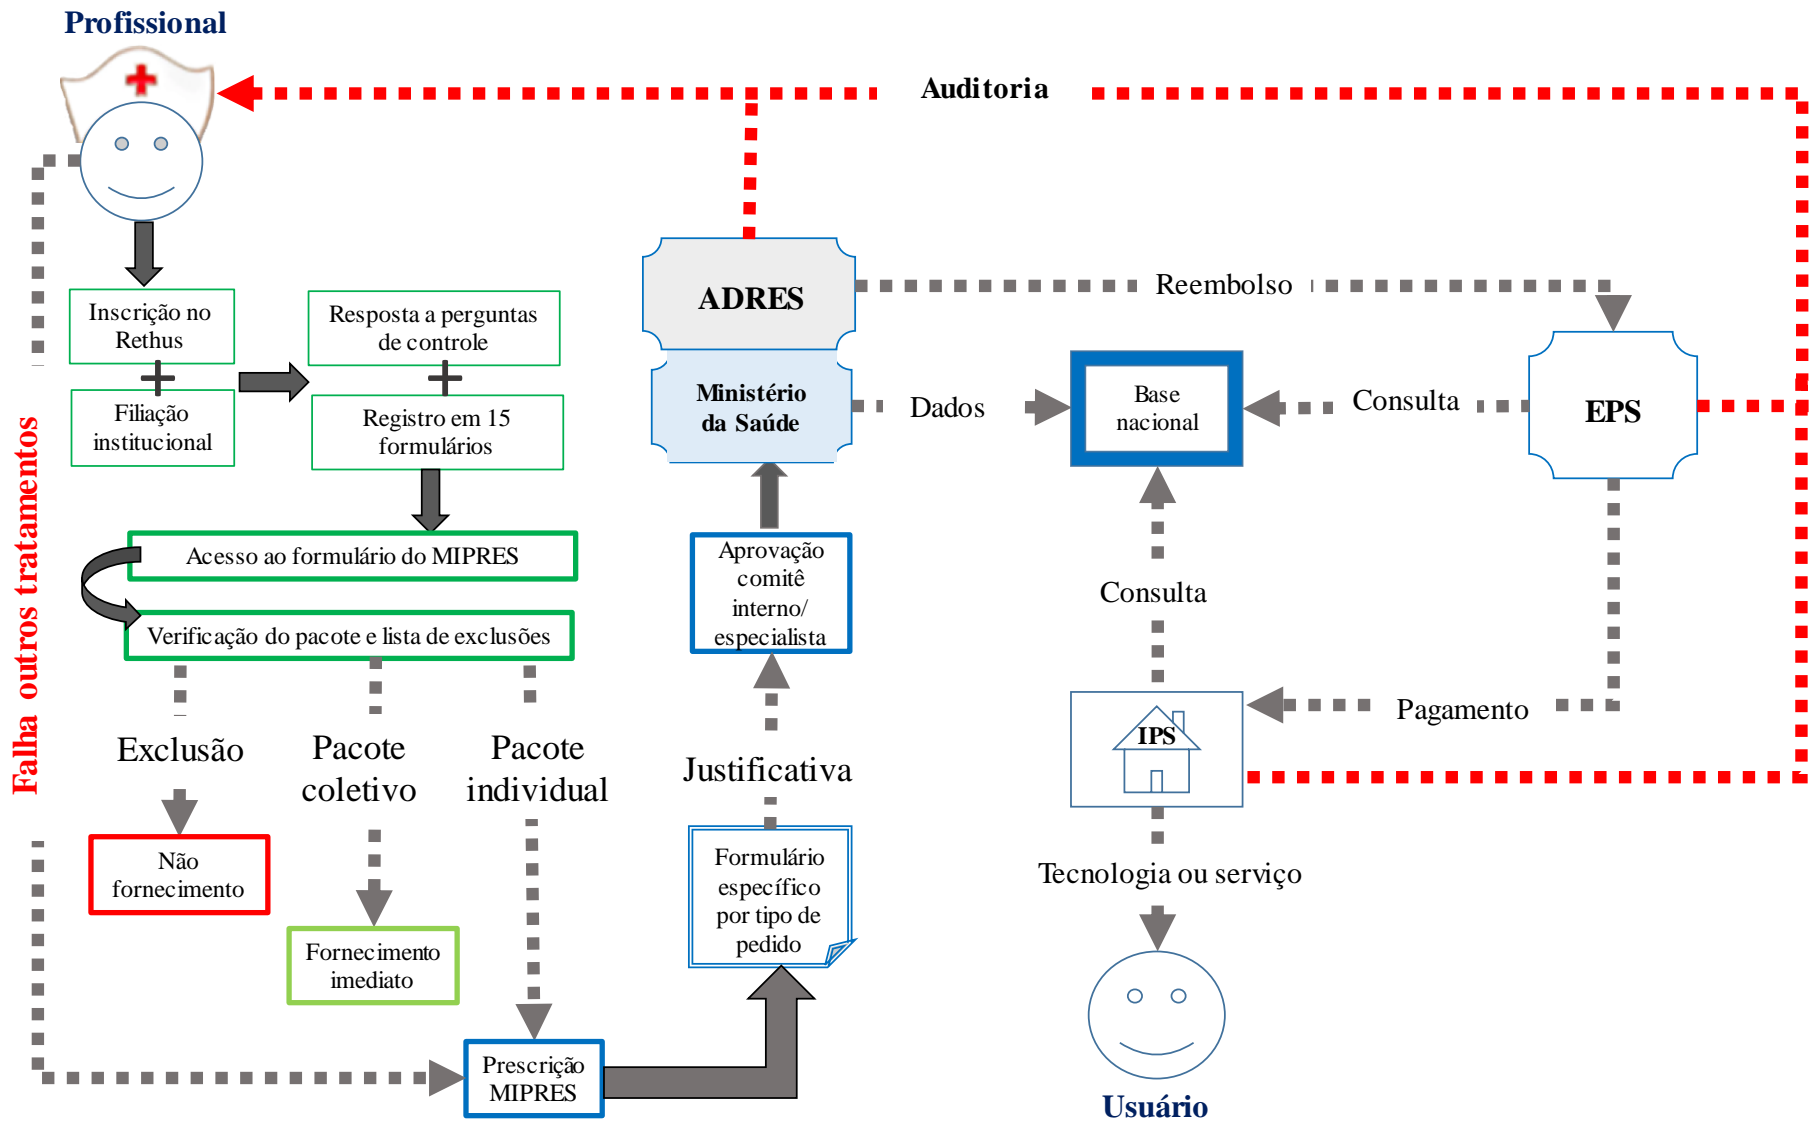 Profissional
Auditoria
Falha outros tratamentos
Inscrição no
Rethus
Filiação
institucional
Resposta a perguntas
de controle
Registro em 15
formulários
Acesso ao formulário do MIPRES
Verificação do pacote e lista de exclusões
Exclusão
Pacote
coletivo
Pacote
individual
Não
fornecimento
Fornecimento
imediato
Prescrição
MIPRES
Formulário
específico
por tipo de
pedido
Justificativa
Aprovação
comitê
interno/
especialista
ADRES
Ministério
da Saúde
Reembolso
Dados
Base
nacional
Consulta
EPS
Consulta
Pagamento
IPS
Tecnologia ou serviço
Usuário